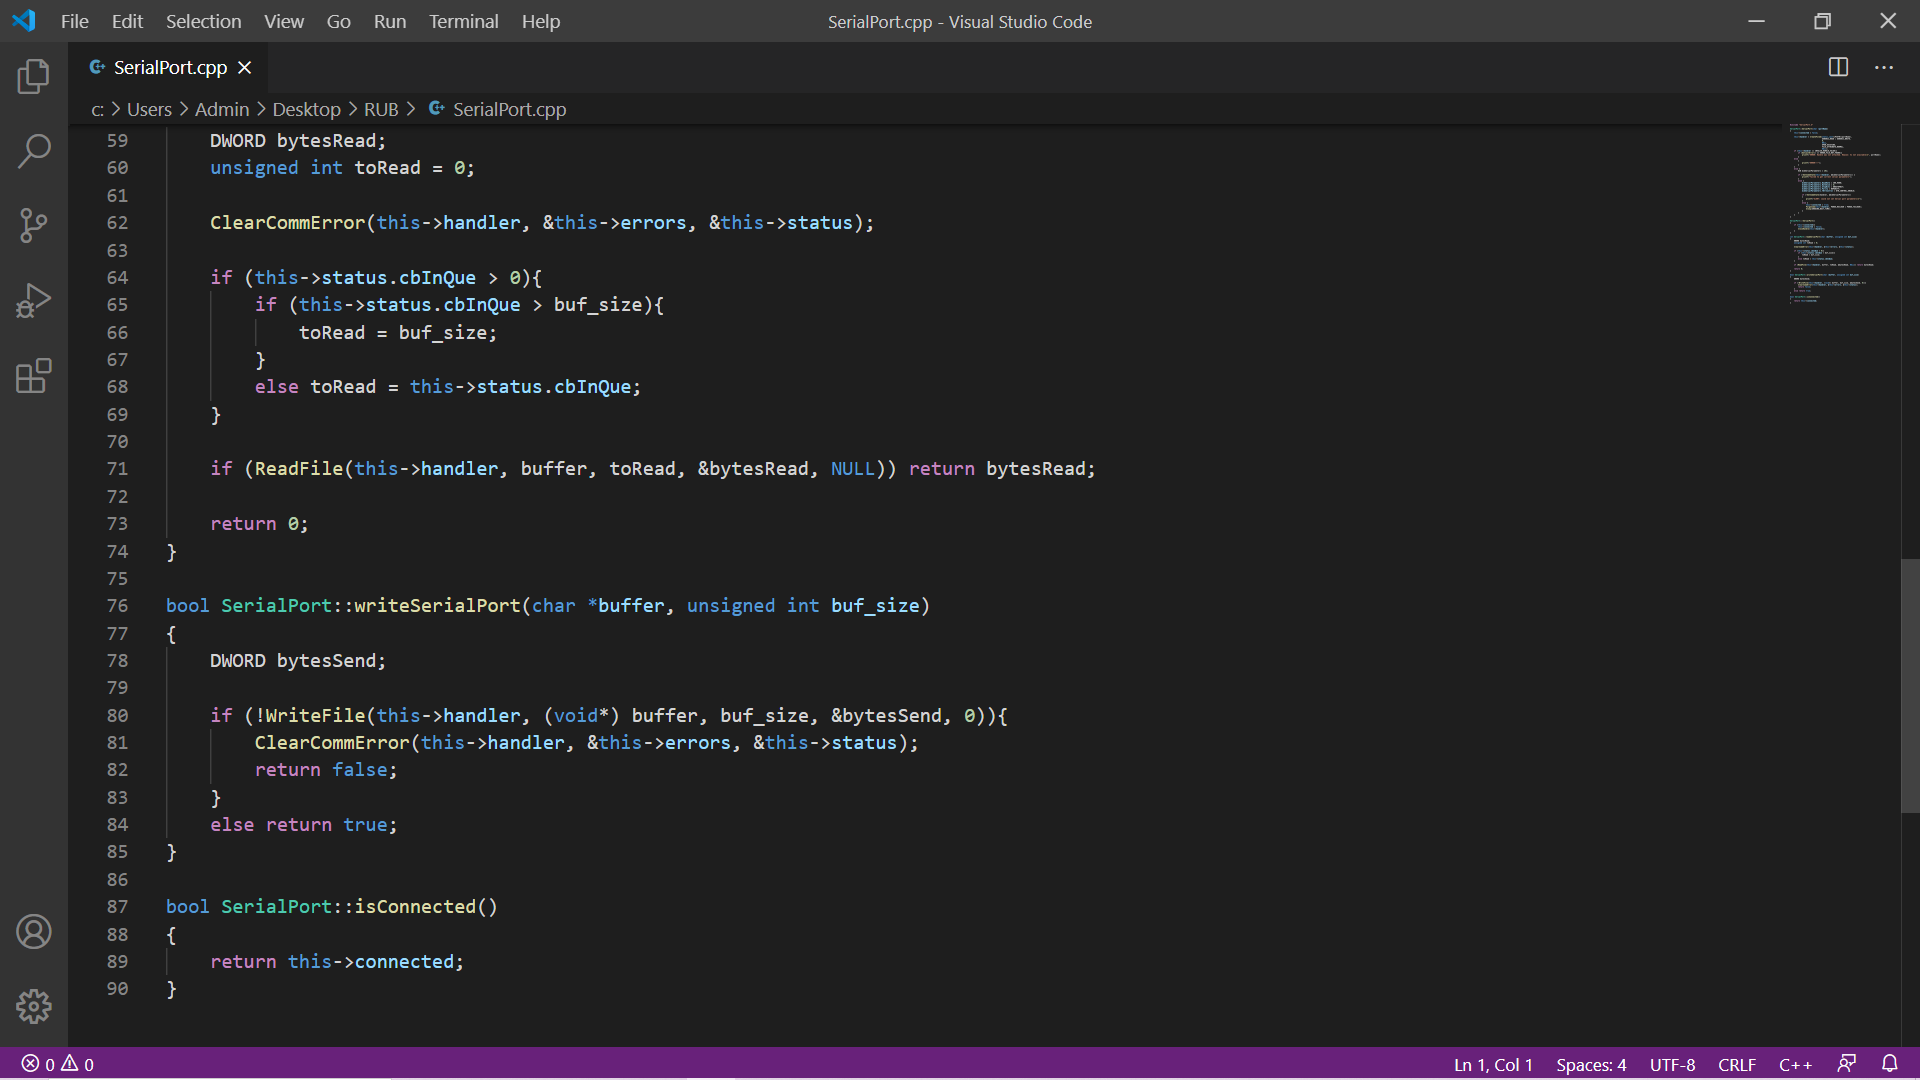 File Edit Selection View Go Run Terminal Help SerialPort.cpp - Visual Studio Code
SerialPort.cpp
c: > Users > Admin > Desktop > RUB > SerialPort.cpp
59 DWORD bytesRead;
60 unsigned int toRead = 0;
61
62 ClearCommError(this->handler, &this->errors, &this->status);
63
64 if (this->status.cbInQue > 0){
65 if (this->status.cbInQue > buf_size){
66 toRead = buf_size;
67 }
68 else toRead = this->status.cbInQue;
69 }
70
71 if (ReadFile(this->handler, buffer, toRead, &bytesRead, NULL)) return bytesRead;
72
73 return 0;
74 }
75
76 bool SerialPort::writeSerialPort(char *buffer, unsigned int buf_size)
77 {
78 DWORD bytesSend;
79
80 if (!WriteFile(this->handler, (void*) buffer, buf_size, &bytesSend, 0)){
81 ClearCommError(this->handler, &this->errors, &this->status);
82 return false;
83 }
84 else return true;
85 }
86
87 bool SerialPort::isConnected()
88 {
89 return this->connected;
90 }
0 0 Ln 1, Col 1 Spaces: 4 UTF-8 CRLF C++